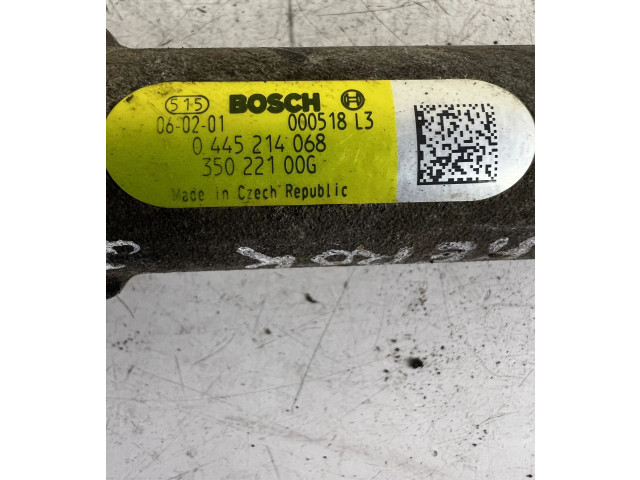 515 BOSCH
06-02-01 000518 L3
0 445 214 068
350 221 00G
Made in Czech Republic